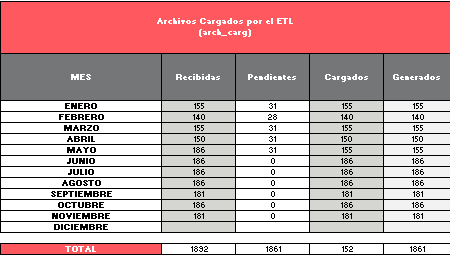 Archivos Cargados por el ETL
(arch_carg)
MES Recibidas Pendientes Cargados Generados
ENERO 155 31 155 155
FEBRERO 140 28 140 140
MARZO 155 31 155 155
ABRIL 150 31 150 150
MAYO 186 31 155 155
JUNIO 186 0 186 186
JULIO 186 0 186 186
AGOSTO 186 0 186 186
SEPTIEMBRE 181 0 181 181
OCTUBRE 186 0 186 186
NOVIEMBRE 181 0 181 181
DICIEMBRE
TOTAL 1892 1861 152 1861